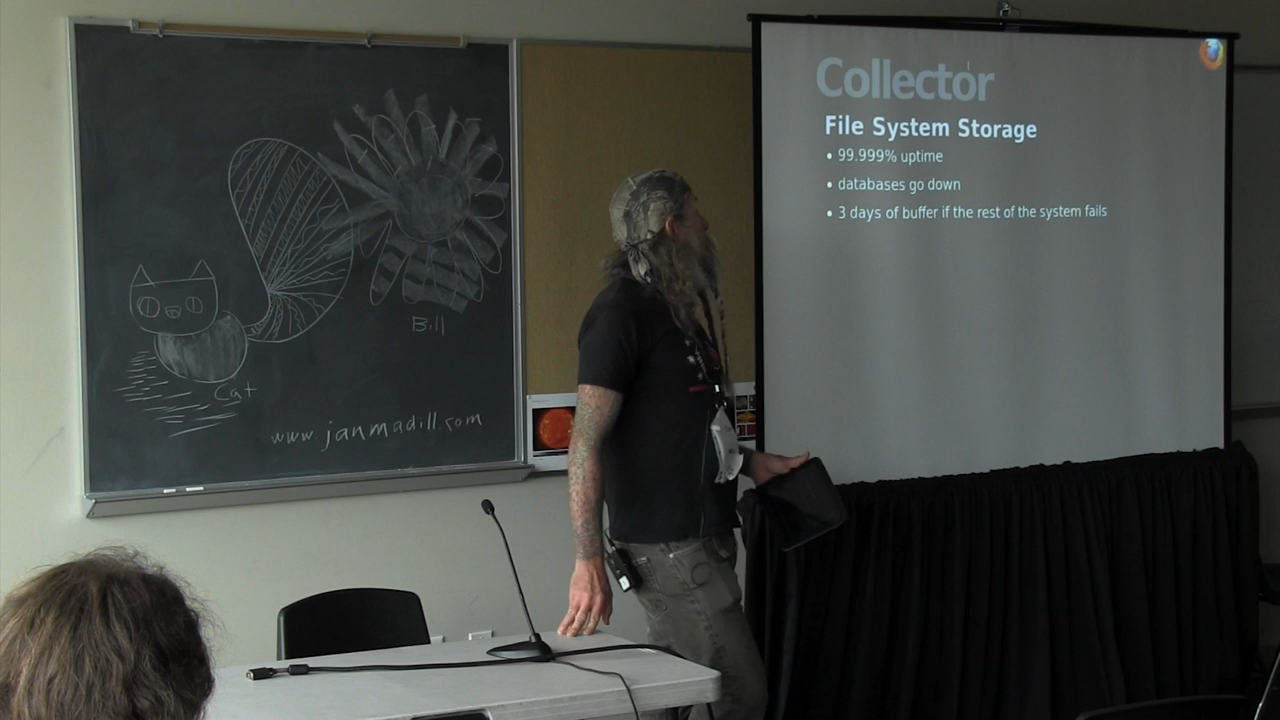 Bill
Cat
www.janmadill.com
Collector
File System Storage
• 99.999% uptime
• databases go down
• 3 days of buffer if the rest of the system fails